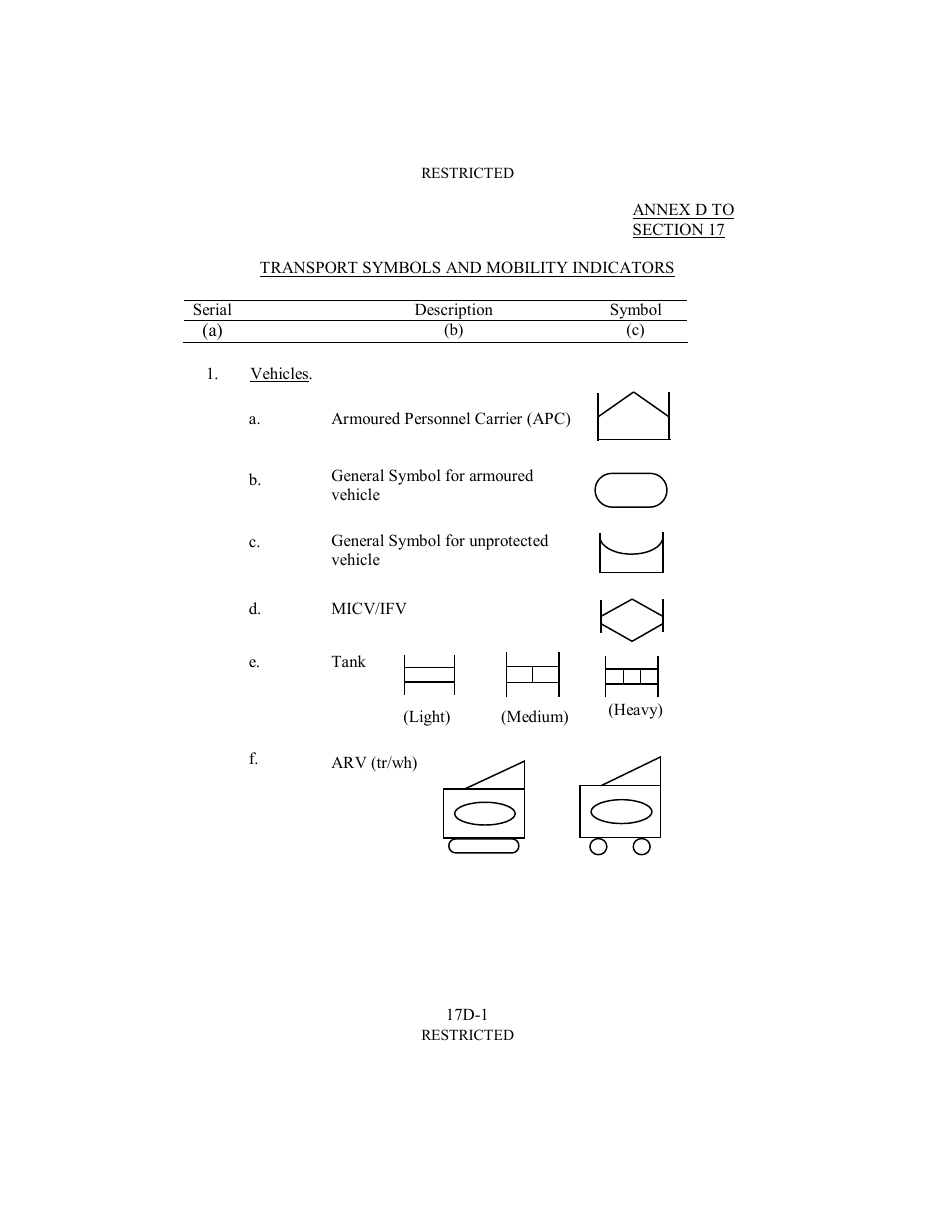 RESTRICTED
ANNEX D TO
SECTION 17
TRANSPORT SYMBOLS AND MOBILITY INDICATORS
Serial Description Symbol
(a) (b) (c)
1. Vehicles.
a. Armoured Personnel Carrier (APC)
b. General Symbol for armoured
vehicle
c. General Symbol for unprotected
vehicle
d. MICV/IFV
e. Tank
(Light) (Medium) (Heavy)
f. ARV (tr/wh)
17D-1
RESTRICTED